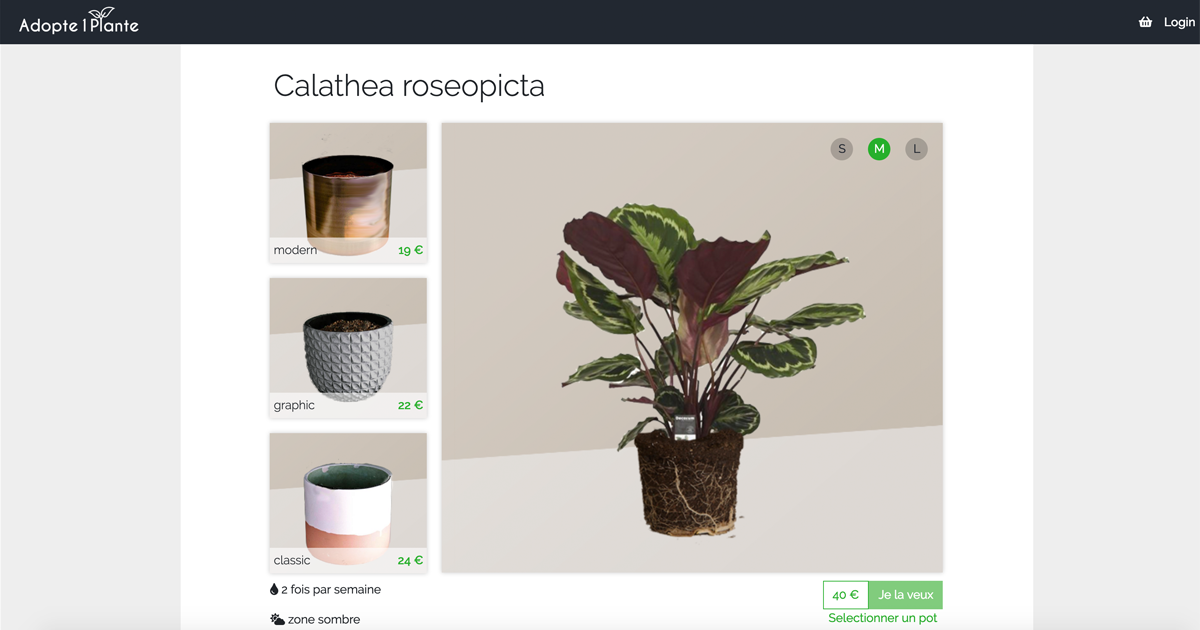 Adopte 1 Plante
Login
Calathea roseopicta
S M L
modern 19 €
graphic 22 €
classic 24 €
2 fois par semaine
40 € Je la veux
zone sombre
Selectionner un pot